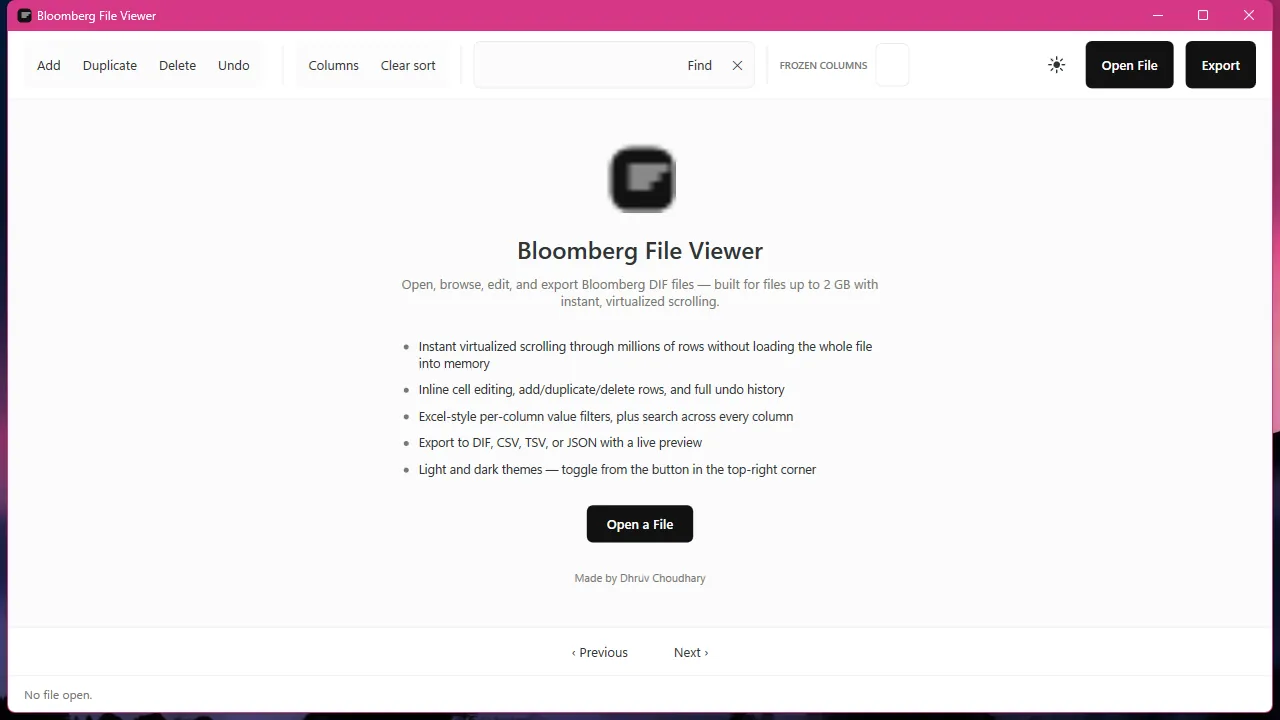 Bloomberg File Viewer
Add Duplicate Delete Undo Columns Clear sort Find FROZEN COLUMNS Open File Export
Bloomberg File Viewer
Open, browse, edit, and export Bloomberg DIF files — built for files up to 2 GB with
instant, virtualized scrolling.
• Instant virtualized scrolling through millions of rows without loading the whole file
into memory
• Inline cell editing, add/duplicate/delete rows, and full undo history
• Excel-style per-column value filters, plus search across every column
• Export to DIF, CSV, TSV, or JSON with a live preview
• Light and dark themes — toggle from the button in the top-right corner
Open a File
Made by Dhruv Choudhary
‹ Previous Next ›
No file open.